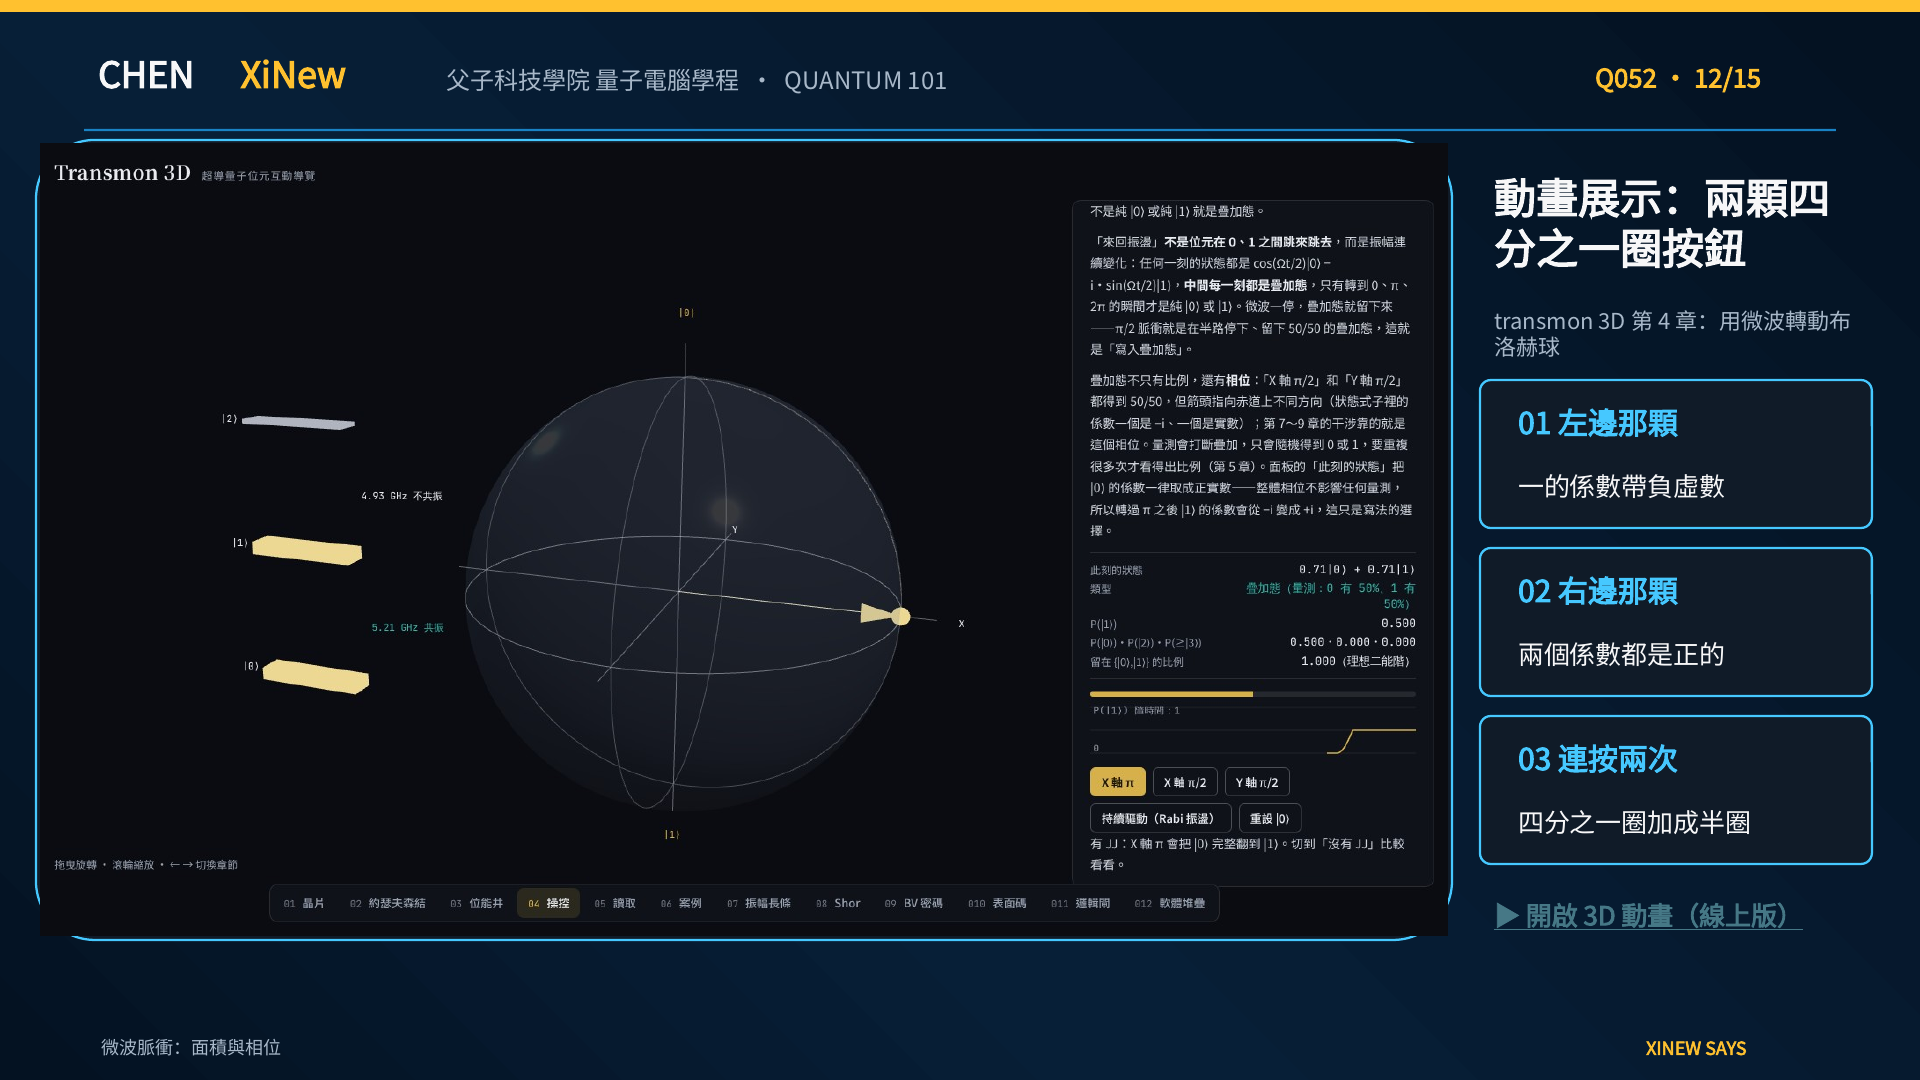 CHEN XiNew 父子科技學院 量子電腦學程 · QUANTUM 101 Q052 · 12/15
Transmon 3D 超導量子位元互動導覽
|0⟩
|2⟩
4.93 GHz 不共振
|1⟩
Y
5.21 GHz 共振
X
|0⟩
|1⟩
拖曳旋轉 · 滾輪縮放 · ←→ 切換章節
不是純 |0⟩ 或純 |1⟩ 就是疊加態。
「來回振盪」不是位元在 0、1 之間跳來跳去，而是振幅連
續變化：任何一刻的狀態都是 cos(Ωt/2)|0⟩ −
i·sin(Ωt/2)|1⟩，中間每一刻都是疊加態，只有轉到 0、π、
2π 的瞬間才是純 |0⟩ 或 |1⟩。微波一停，疊加態就留下來
——π/2 脈衝就是在半路停下、留下 50/50 的疊加態，這就
是「寫入疊加態」。
疊加態不只有比例，還有相位：「X 軸 π/2」和「Y 軸 π/2」
都得到 50/50，但箭頭指向赤道上不同方向（狀態式子裡的
係數一個是 −i、一個是實數）；第 7～9 章的干涉靠的就是
這個相位。量測會打斷疊加，只會隨機得到 0 或 1，要重複
很多次才看得出比例（第 5 章）。面板的「此刻的狀態」把
|0⟩ 的係數一律取成正實數——整體相位不影響任何量測，
所以轉過 π 之後 |1⟩ 的係數會從 −i 變成 +i，這只是寫法的選
擇。
此刻的狀態 0.71|0⟩ + 0.71|1⟩
類型 疊加態（量測：0 有 50%、1 有
50%）
P(|1⟩) 0.500
P(|0⟩)·P(|2⟩)·P(≥|3⟩) 0.500·0.000·0.000
留在 {|0⟩,|1⟩} 的比例 1.000（理想二能階）
P(|1⟩) 隨時間：1
0
X 軸 π X 軸 π/2 Y 軸 π/2
持續驅動（Rabi 振盪） 重設 |0⟩
有 JJ：X 軸 π 會把 |0⟩ 完整翻到 |1⟩。切到「沒有 JJ」比較
看看。
01 晶片 02 約瑟夫森結 03 位能井 04 操控 05 讀取 06 案例 07 振幅長條 08 Shor 09 BV 密碼 010 表面碼 011 邏輯閘 012 軟體堆疊
動畫展示：兩顆四
分之一圈按鈕
transmon 3D 第 4 章：用微波轉動布
洛赫球
01 左邊那顆
一的係數帶負虛數
02 右邊那顆
兩個係數都是正的
03 連按兩次
四分之一圈加成半圈
▶ 開啟 3D 動畫（線上版）
微波脈衝：面積與相位
XINEW SAYS